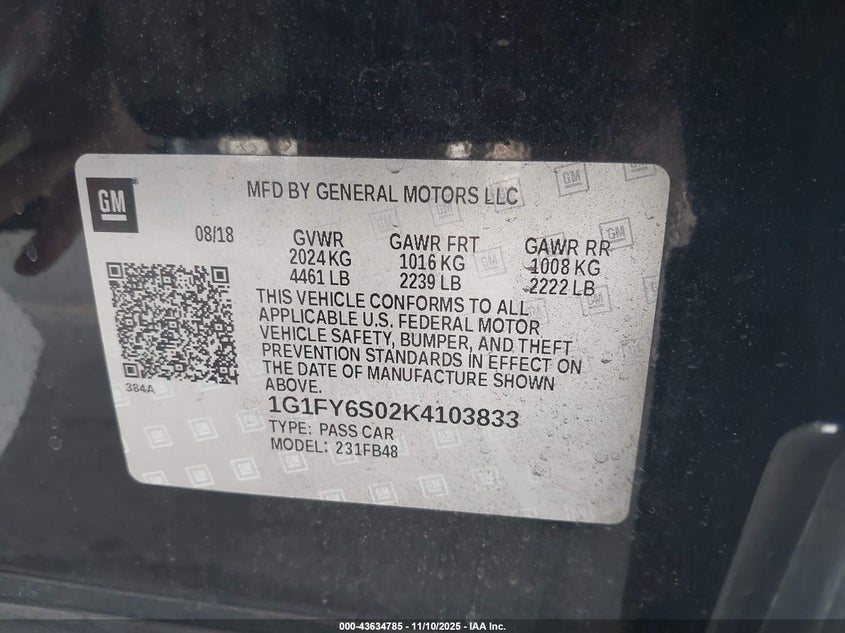 GM
MFD BY GENERAL MOTORS LLC
08/18
GVWR
2024 KG
4461 LB
GAWR FRT
1016 KG
2239 LB
GAWR RR
1008 KG
2222 LB
THIS VEHICLE CONFORMS TO ALL
APPLICABLE U.S. FEDERAL MOTOR
VEHICLE SAFETY, BUMPER, AND THEFT
PREVENTION STANDARDS IN EFFECT ON
THE DATE OF MANUFACTURE SHOWN
ABOVE.
384A
1G1FY6S02K4103833
TYPE: PASS CAR
MODEL: 231FB48
000-43634785 - 11/10/2025 - IAA Inc.